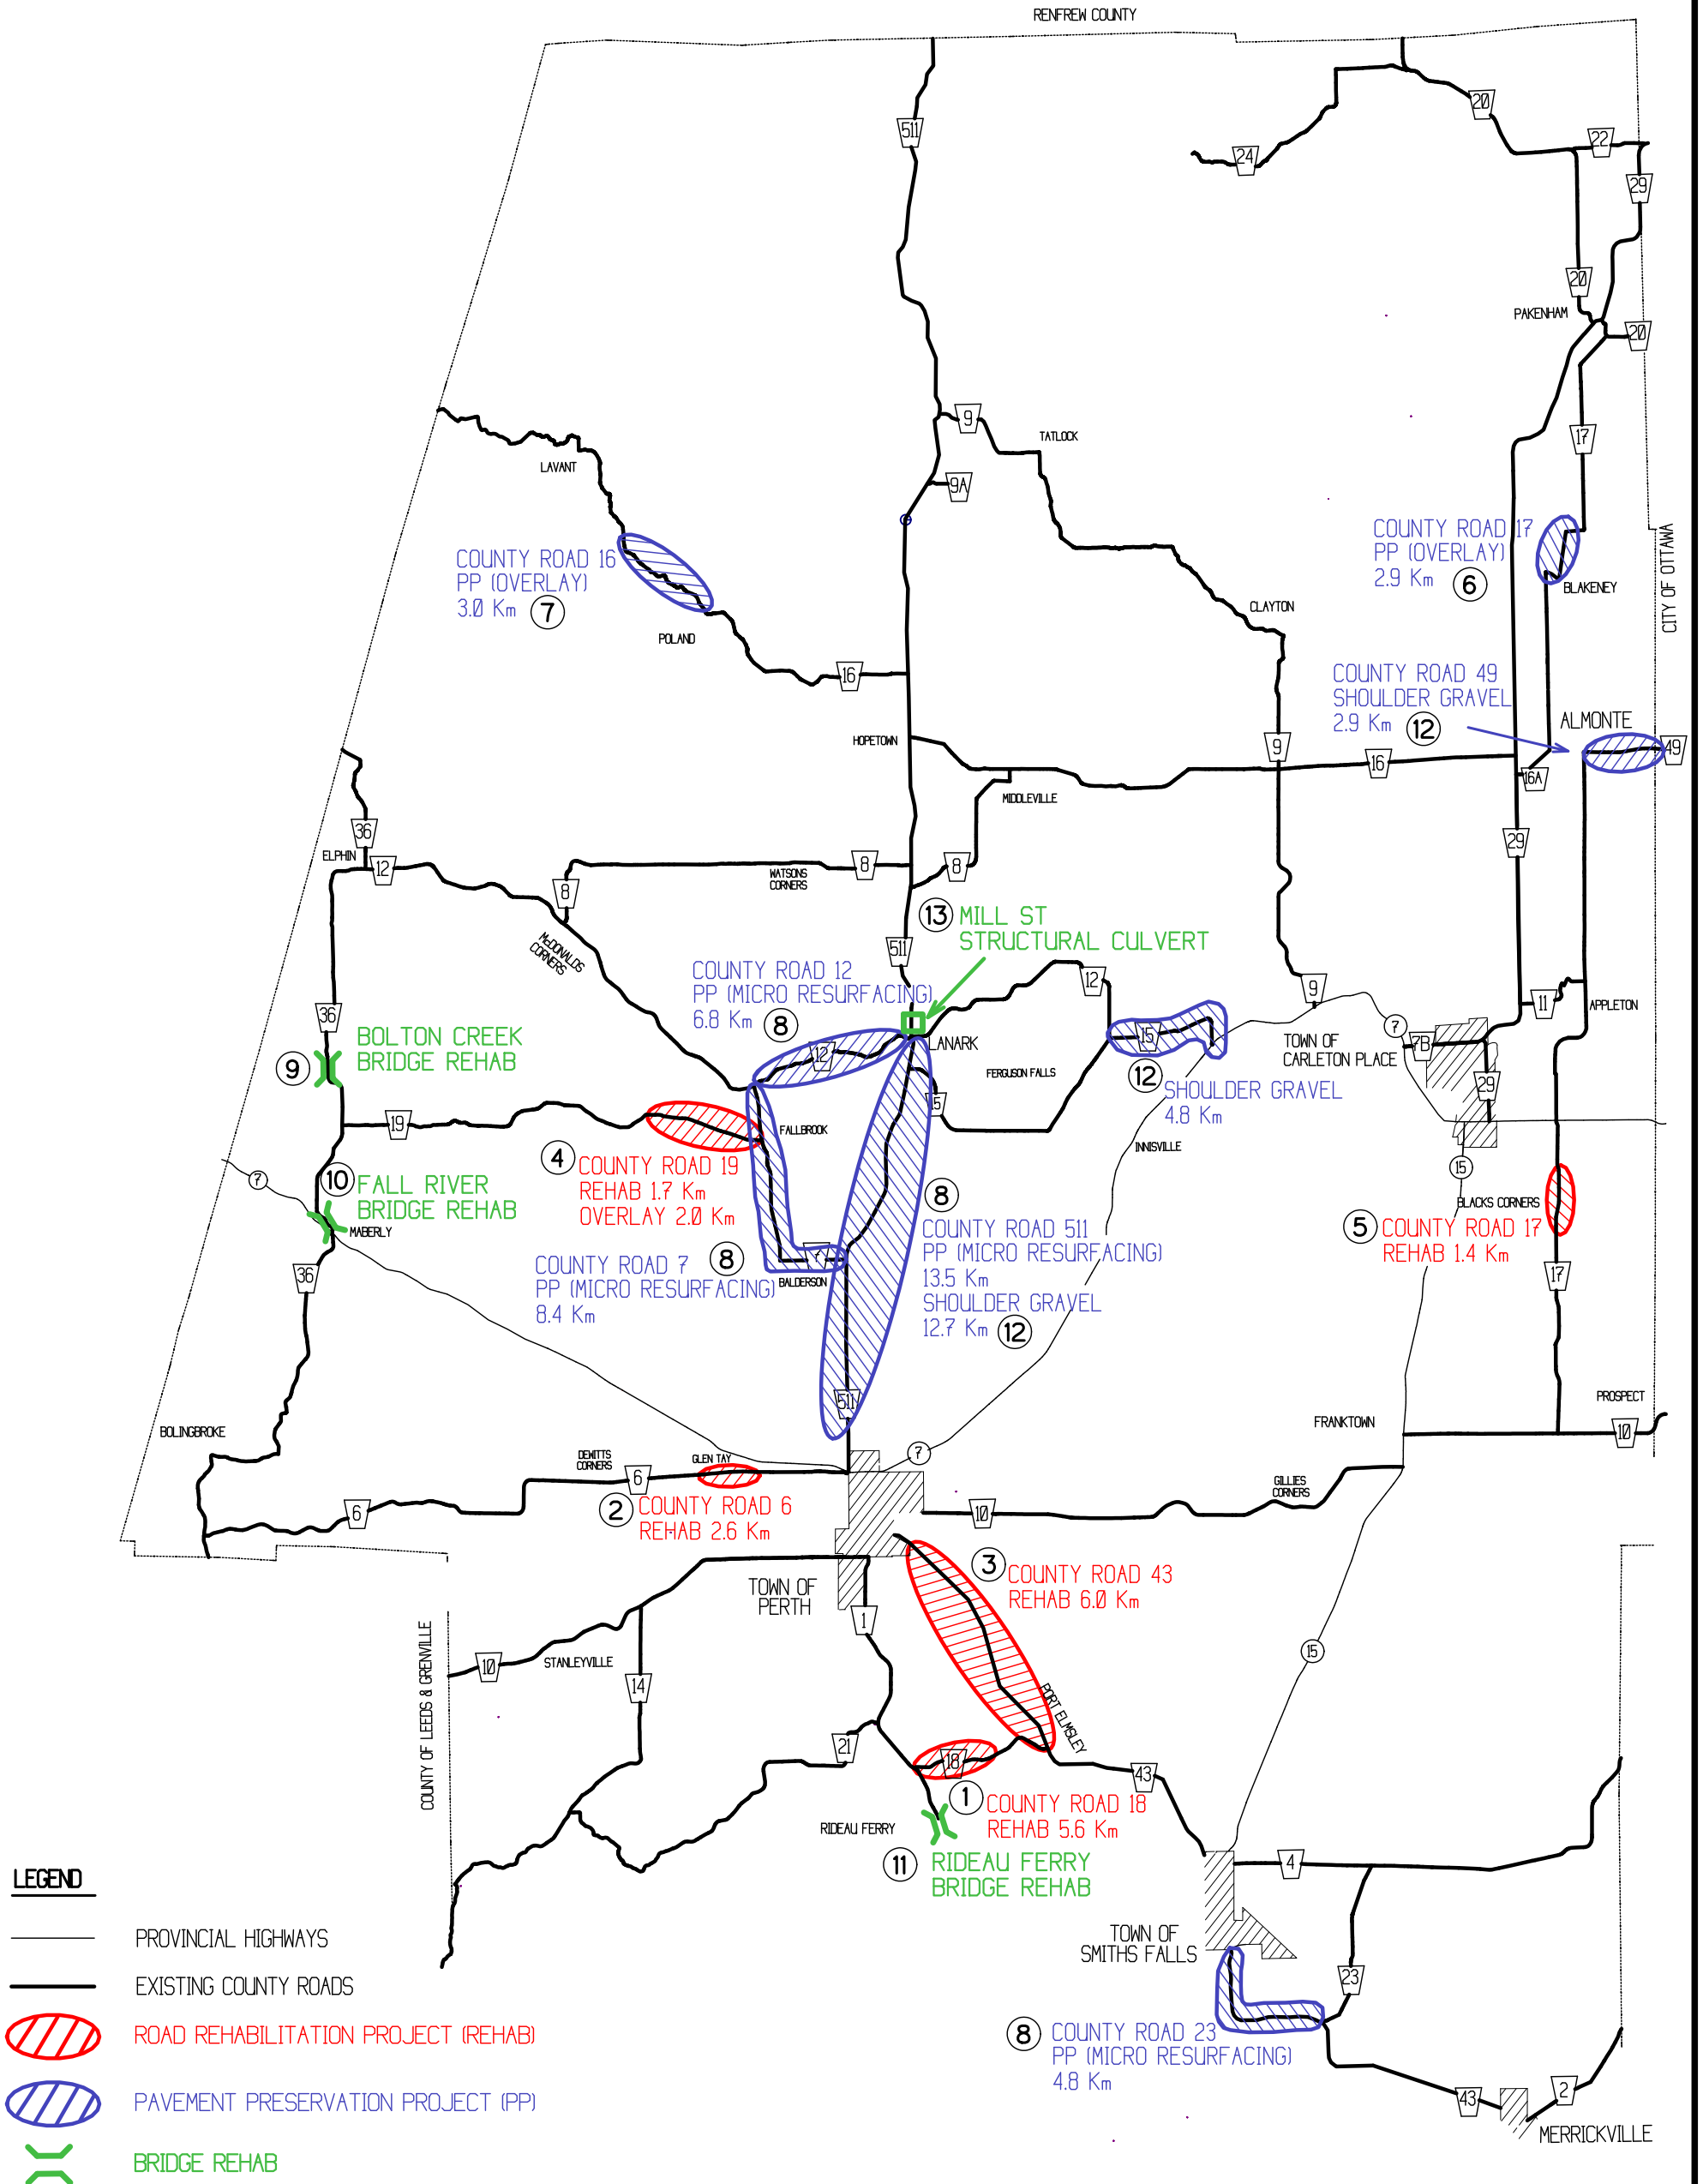 RENFREW COUNTY
511
20
24
22
29
20
PAKENHAM
20
9
TATLOCK
17
9A
LAVANT
COUNTY ROAD 16
PP (OVERLAY)
3.0 Km
7
COUNTY ROAD 17
PP (OVERLAY)
2.9 Km
6
BLAKENEY
CITY OF OTTAWA
CLAYTON
POLAND
16
COUNTY ROAD 49
SHOULDER GRAVEL
2.9 Km
12
ALMONTE
49
HOPETOWN
9
16
16A
MIDDLEVILLE
36
ELPHIN
12
29
8
WATSONS
CORNERS
8
8
McDONALDS
CORNERS
13
MILL ST
STRUCTURAL CULVERT
511
COUNTY ROAD 12
PP (MICRO RESURFACING)
6.8 Km
8
12
9
11
APPLETON
36
BOLTON CREEK
BRIDGE REHAB
9
12
LANARK
15
7
7B
TOWN OF
CARLETON PLACE
FERGUSON FALLS
12
SHOULDER GRAVEL
4.8 Km
29
15
19
FALLBROOK
INNISVILLE
4
COUNTY ROAD 19
REHAB 1.7 Km
OVERLAY 2.0 Km
7
10
FALL RIVER
BRIDGE REHAB
MABERLY
15
BLACKS CORNERS
5
COUNTY ROAD 17
REHAB 1.4 Km
8
COUNTY ROAD 511
PP (MICRO RESURFACING)
13.5 Km
SHOULDER GRAVEL
12.7 Km
12
COUNTY ROAD 7
PP (MICRO RESURFACING)
8.4 Km
8
7
BALDERSON
36
17
511
PROSPECT
10
FRANKTOWN
BOLINGBROKE
DEWITTS
CORNERS
GLEN TAY
7
6
6
2
COUNTY ROAD 6
REHAB 2.6 Km
10
GILLIES
CORNERS
3
COUNTY ROAD 43
REHAB 6.0 Km
TOWN OF
PERTH
1
COUNTY OF LEEDS & GRENVILLE
10
STANLEYVILLE
14
15
PORT ELMSLEY
21
18
43
1
COUNTY ROAD 18
REHAB 5.6 Km
RIDEAU FERRY
11
RIDEAU FERRY
BRIDGE REHAB
4
TOWN OF
SMITHS FALLS
23
8
COUNTY ROAD 23
PP (MICRO RESURFACING)
4.8 Km
43
2
MERRICKVILLE
LEGEND
PROVINCIAL HIGHWAYS
EXISTING COUNTY ROADS
ROAD REHABILITATION PROJECT (REHAB)
PAVEMENT PRESERVATION PROJECT (PP)
BRIDGE REHAB